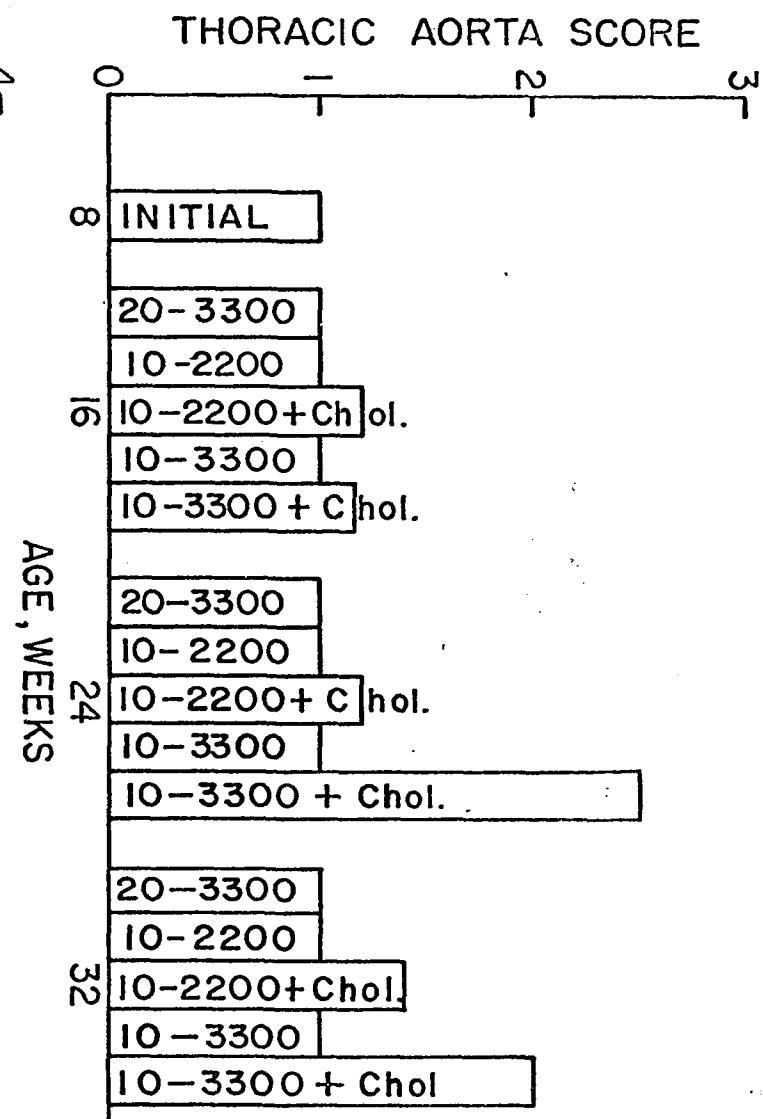 THORACIC AORTA SCORE
0 1 2 3
8
INITIAL
16
20-3300
10-2200
10-2200+Chol.
10-3300
10-3300 + Chol.
24
20-3300
10-2200
10-2200+ Chol.
10-3300
10-3300 + Chol.
32
20-3300
10-2200
10-2200+Chol.
10-3300
10-3300 + Chol
AGE, WEEKS